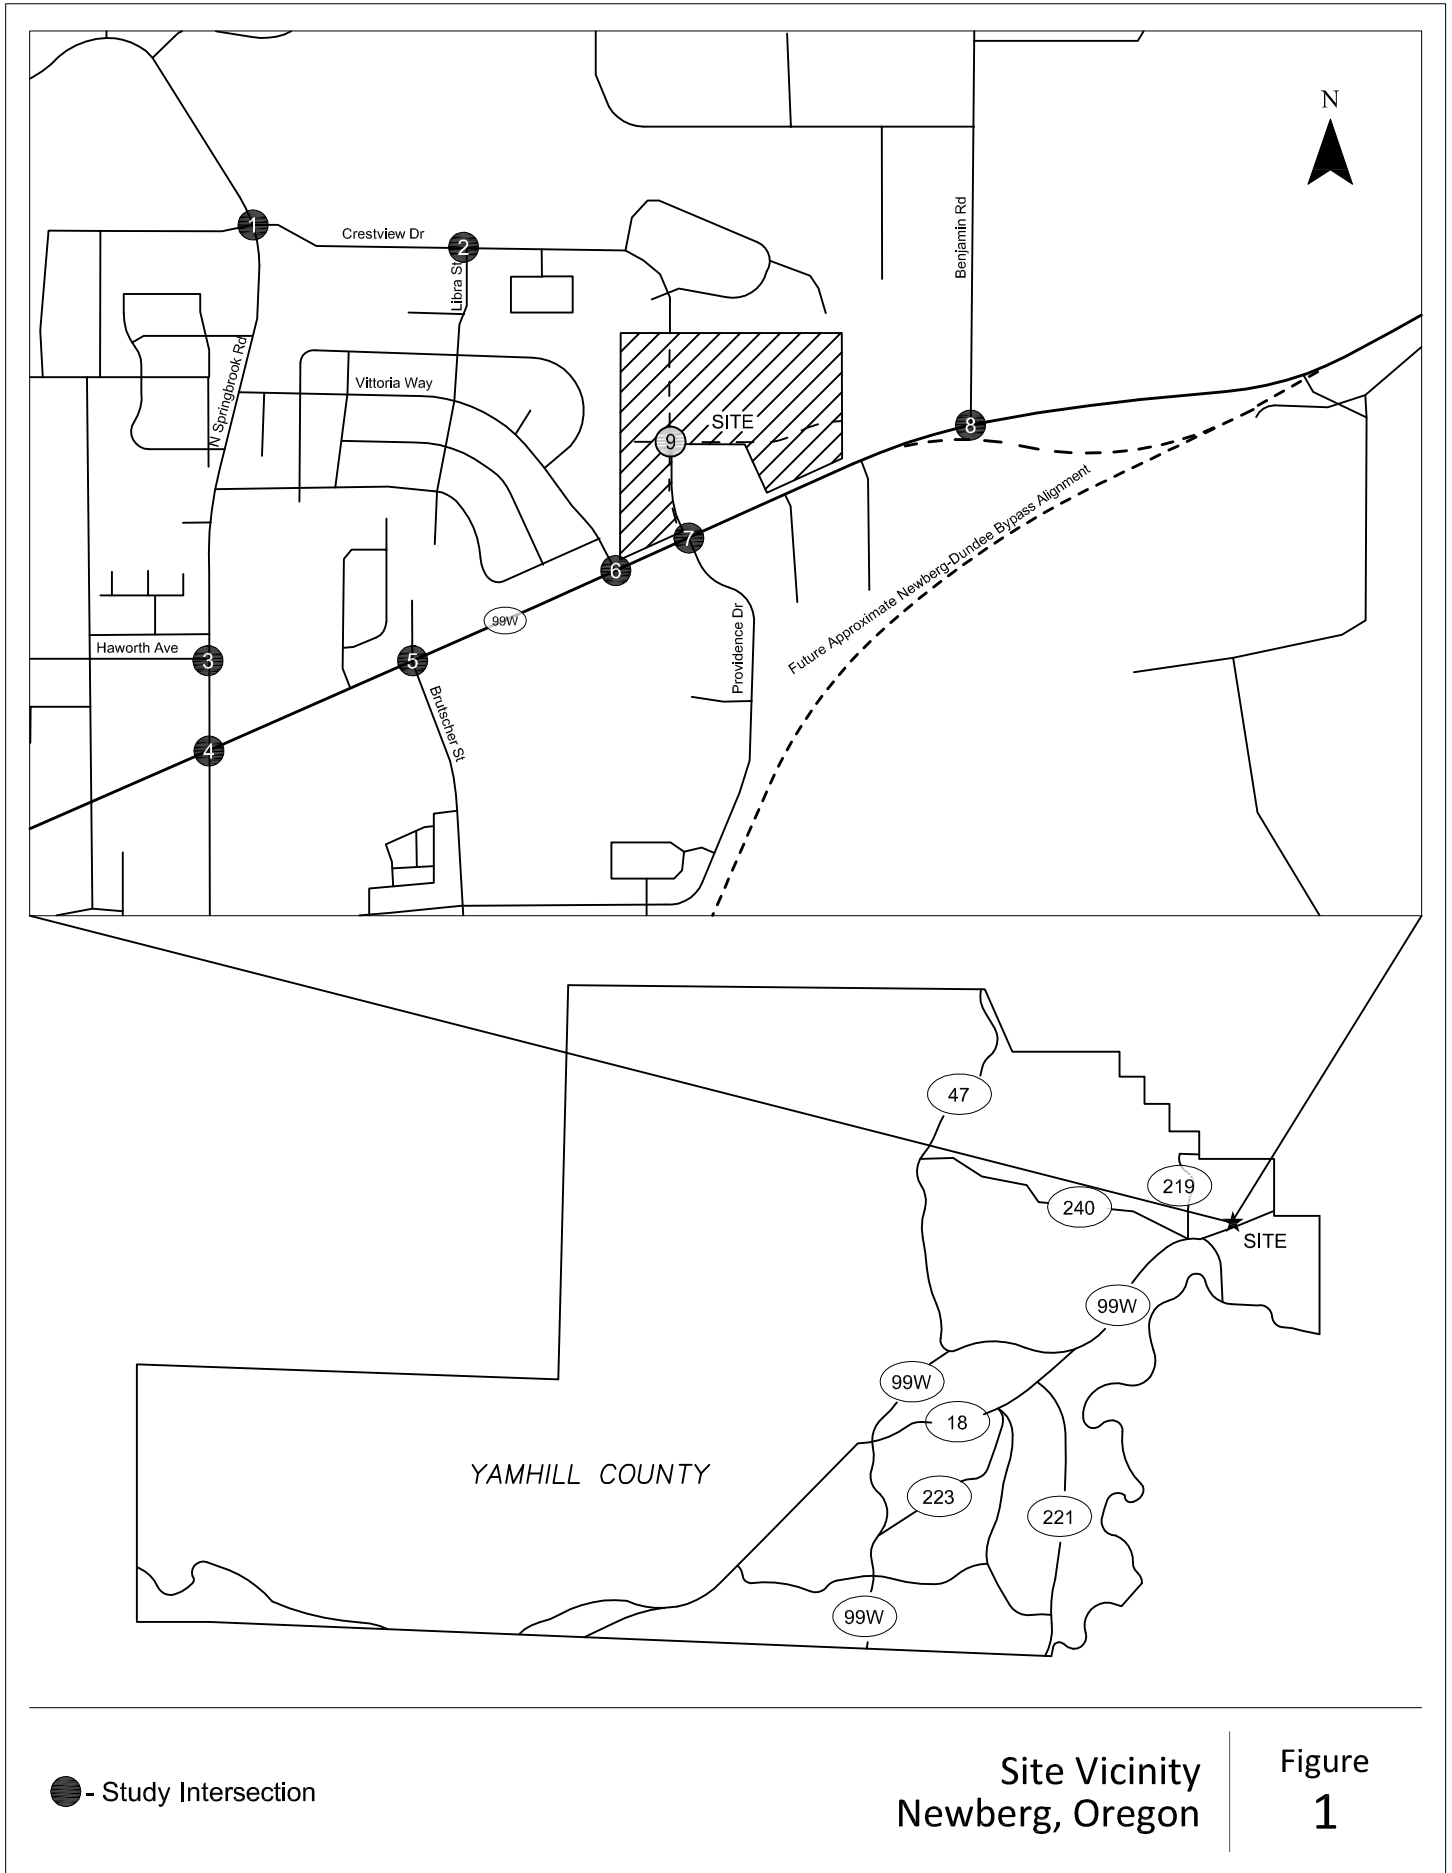 N
1
Crestview Dr
2
Libra St
Benjamin Rd
N Springbrook Rd
Vittoria Way
SITE
9
8
7
6
99W
Future Approximate Newberg-Dundee Bypass Alignment
Providence Dr
Haworth Ave
3
5
Brutscher St
4
47
219
240
SITE
99W
99W
18
YAMHILL COUNTY
223
221
99W
- Study Intersection
Site Vicinity
Newberg, Oregon
Figure
1